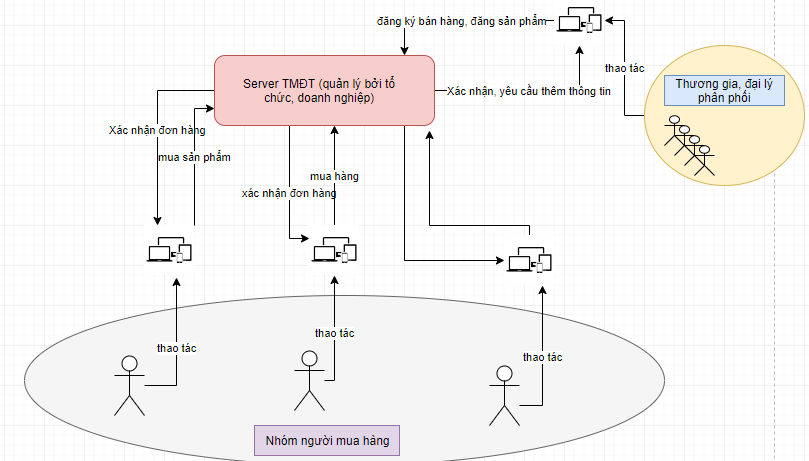 đăng ký bán hàng, đăng sản phẩm
thao tác
Server TMĐT (quản lý bởi tổ
chức, doanh nghiệp)
Xác nhận, yêu cầu thêm thông tin
Thương gia, đại lý
phân phối
Xác nhận đơn hàng
mua sản phẩm
mua hàng
xác nhận đơn hàng
thao tác
thao tác
thao tác
Nhóm người mua hàng